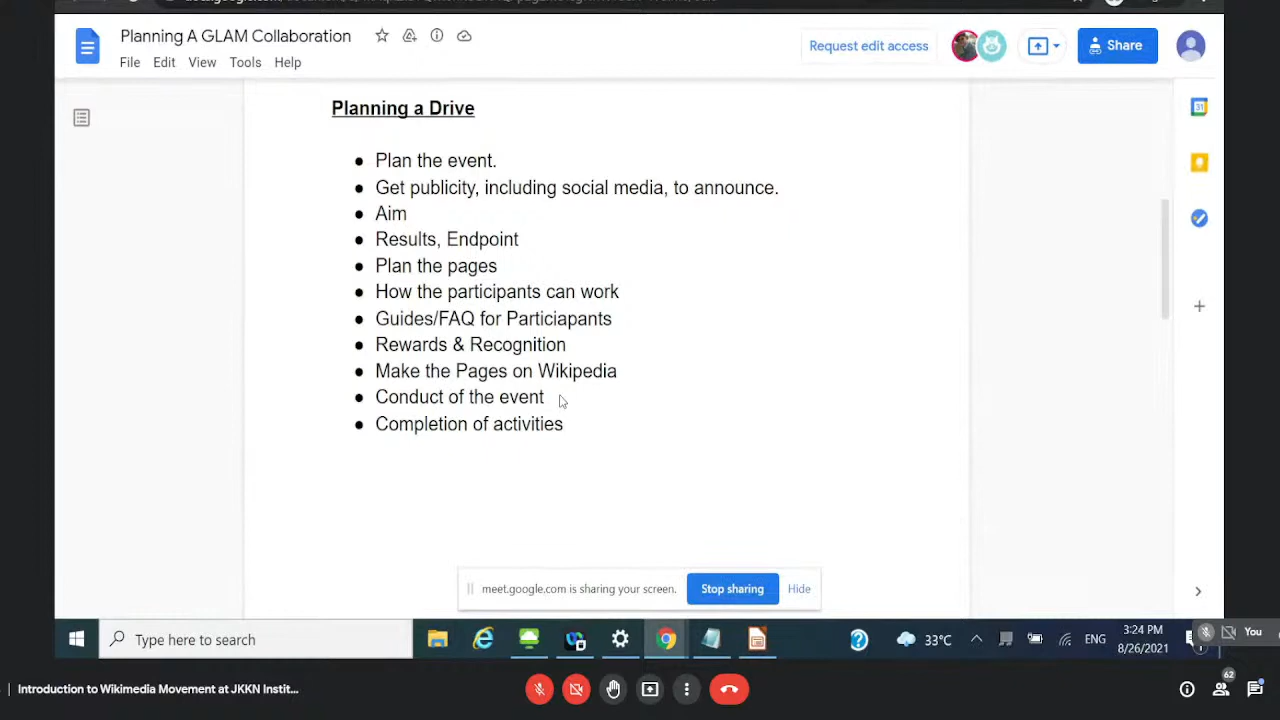 Planning A GLAM Collaboration
Request edit access
Share
File Edit View Tools Help
Planning a Drive
● Plan the event.
● Get publicity, including social media, to announce.
● Aim
● Results, Endpoint
● Plan the pages
● How the participants can work
● Guides/FAQ for Particiapants
● Rewards & Recognition
● Make the Pages on Wikipedia
● Conduct of the event
● Completion of activities
31
meet.google.com is sharing your screen. Stop sharing Hide
Type here to search
33°C ENG 3:24 PM
8/26/2021
You
Introduction to Wikimedia Movement at JKKN Instit...
62